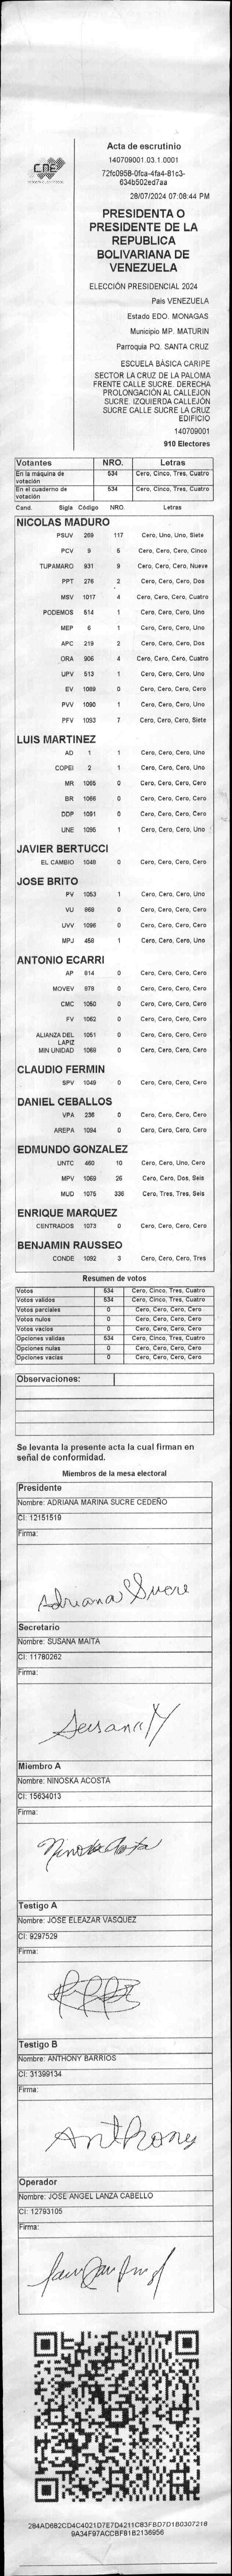 CNE
Acta de escrutinio
140709001.03.1.0001
72fc0958-0fca-4fa4-81c3-
634b502ed7aa
28/07/2024 07:08:44 PM
PRESIDENTA O
PRESIDENTE DE LA
REPUBLICA
BOLIVARIANA DE
VENEZUELA
ELECCIÓN PRESIDENCIAL 2024
Pais VENEZUELA
Estado EDO. MONAGAS
Municipio MP. MATURIN
Parroquia PQ. SANTA CRUZ
ESCUELA BÁSICA CARIPE
SECTOR LA CRUZ DE LA PALOMA
FRENTE CALLE SUCRE. DERECHA
PROLONGACIÓN AL CALLEJON
SUCRE. IZQUIERDA CALLEJÓN
SUCRE CALLE SUCRE LA CRUZ
EDIFICIO
140709001
910 Electores
Votantes NRO. Letras
En la máquina de votación 534 Cero, Cinco, Tres, Cuatro
En el cuaderno de votación 534 Cero, Cinco, Tres, Cuatro
Cand. Sigla Código NRO. Letras
NICOLAS MADURO
PSUV 269 117 Cero, Uno, Uno, Siete
PCV 9 5 Cero, Cero, Cero, Cinco
TUPAMARO 931 9 Cero, Cero, Cero, Nueve
PPT 276 2 Cero, Cero, Cero, Dos
MSV 1017 4 Cero, Cero, Cero, Cuatro
PODEMOS 514 1 Cero, Cero, Cero, Uno
MEP 6 1 Cero, Cero, Cero, Uno
APC 219 2 Cero, Cero, Cero, Dos
ORA 906 4 Cero, Cero, Cero, Cuatro
UPV 513 1 Cero, Cero, Cero, Uno
EV 1089 0 Cero, Cero, Cero, Cero
PVV 1090 1 Cero, Cero, Cero, Uno
PFV 1093 7 Cero, Cero, Cero, Siete
LUIS MARTINEZ
AD 1 1 Cero, Cero, Cero, Uno
COPEI 2 1 Cero, Cero, Cero, Uno
MR 1065 0 Cero, Cero, Cero, Cero
BR 1066 0 Cero, Cero, Cero, Cero
DDP 1091 0 Cero, Cero, Cero, Cero
UNE 1095 1 Cero, Cero, Cero, Uno
JAVIER BERTUCCI
EL CAMBIO 1048 0 Cero, Cero, Cero, Cero
JOSE BRITO
PV 1053 1 Cero, Cero, Cero, Uno
VU 968 0 Cero, Cero, Cero, Cero
UVV 1096 0 Cero, Cero, Cero, Cero
MPJ 458 1 Cero, Cero, Cero, Uno
ANTONIO ECARRI
AP 914 0 Cero, Cero, Cero, Cero
MOVEV 978 0 Cero, Cero, Cero, Cero
CMC 1050 0 Cero, Cero, Cero, Cero
FV 1062 0 Cero, Cero, Cero, Cero
ALIANZA DEL LAPIZ 1051 0 Cero, Cero, Cero, Cero
MIN UNIDAD 1068 0 Cero, Cero, Cero, Cero
CLAUDIO FERMIN
SPV 1049 0 Cero, Cero, Cero, Cero
DANIEL CEBALLOS
VPA 236 0 Cero, Cero, Cero, Cero
AREPA 1094 0 Cero, Cero, Cero, Cero
EDMUNDO GONZALEZ
UNTC 460 10 Cero, Cero, Uno, Cero
MPV 1069 26 Cero, Cero, Dos, Seis
MUD 1075 336 Cero, Tres, Tres, Seis
ENRIQUE MARQUEZ
CENTRADOS 1073 0 Cero, Cero, Cero, Cero
BENJAMIN RAUSSEO
CONDE 1092 3 Cero, Cero, Cero, Tres
Resumen de votos
Votos 534 Cero, Cinco, Tres, Cuatro
Votos validos 534 Cero, Cinco, Tres, Cuatro
Votos parciales 0 Cero, Cero, Cero, Cero
Votos nulos 0 Cero, Cero, Cero, Cero
Votos vacios 0 Cero, Cero, Cero, Cero
Opciones validas 534 Cero, Cinco, Tres, Cuatro
Opciones nulas 0 Cero, Cero, Cero, Cero
Opciones vacias 0 Cero, Cero, Cero, Cero
Observaciones:
Se levanta la presente acta la cual firman en
señal de conformidad.
Miembros de la mesa electoral
Presidente
Nombre: ADRIANA MARINA SUCRE CEDEÑO
CI: 12151519
Firma:
Adriana Sucre
Secretario
Nombre: SUSANA MAITA
CI: 11780262
Firma:
Susana M
Miembro A
Nombre: NINOSKA ACOSTA
CI: 15634013
Firma:
Ninoska Acosta
Testigo A
Nombre: JOSE ELEAZAR VASQUEZ
CI: 9297529
Firma:
Testigo B
Nombre: ANTHONY BARRIOS
CI: 31399134
Firma:
Anthony
Operador
Nombre: JOSE ANGEL LANZA CABELLO
CI: 12793105
Firma:
284AD682CD4C4021D7E7D4211C83FBD7D1B0307218
9A34F97ACCBF81B2136956